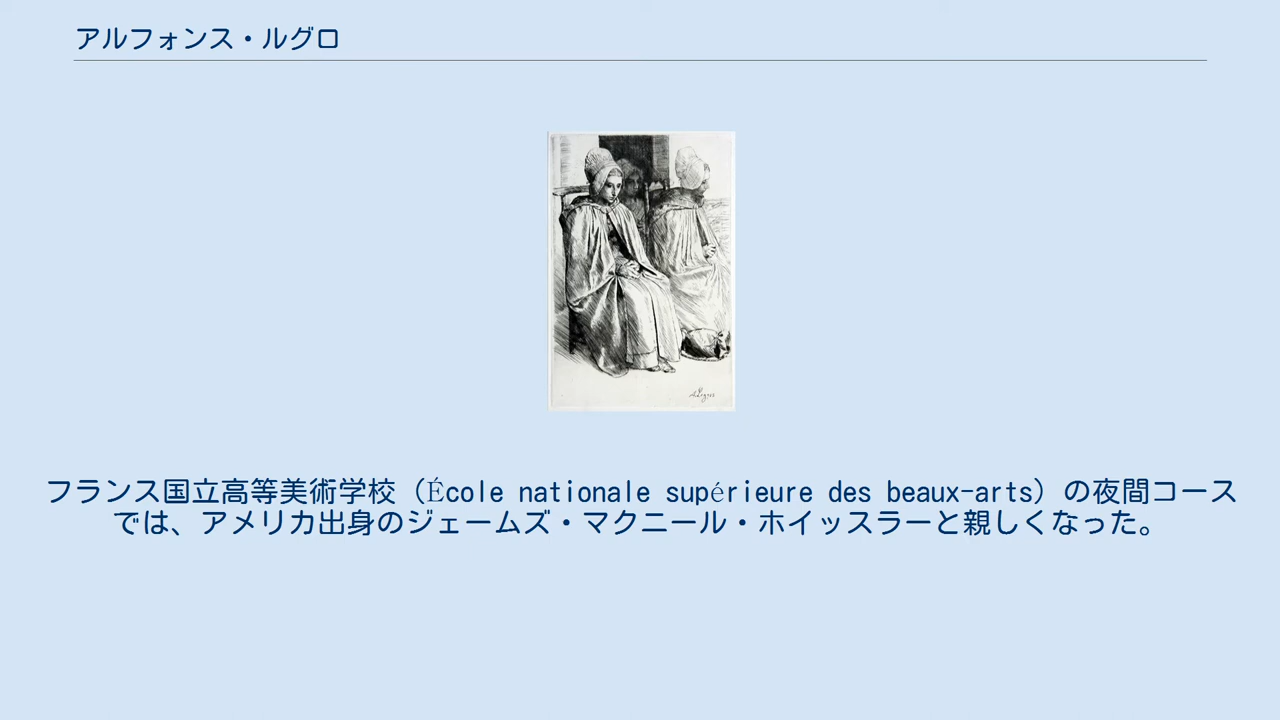 アルフォンス・ルグロ
フランス国立高等美術学校（École nationale supérieure des beaux-arts）の夜間コース
では、アメリカ出身のジェームズ・マクニール・ホイッスラーと親しくなった。